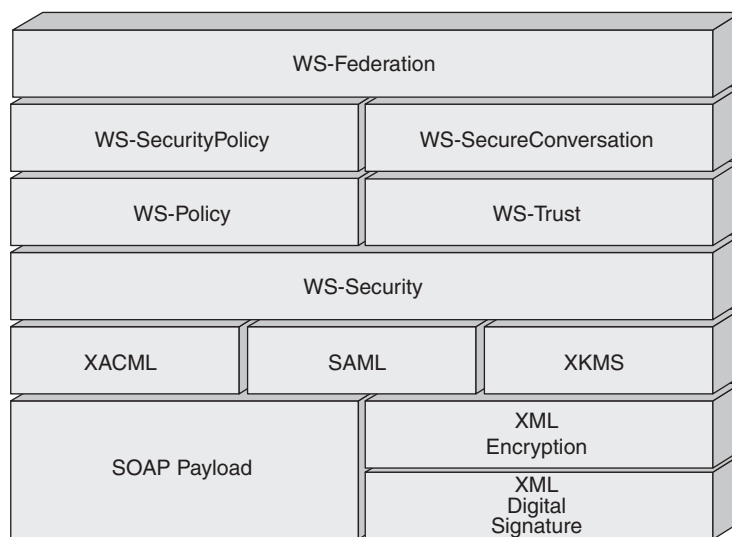 WS-Federation
WS-SecurityPolicy
WS-SecureConversation
WS-Policy
WS-Trust
WS-Security
XACML
SAML
XKMS
SOAP Payload
XML
Encryption
XML
Digital
Signature